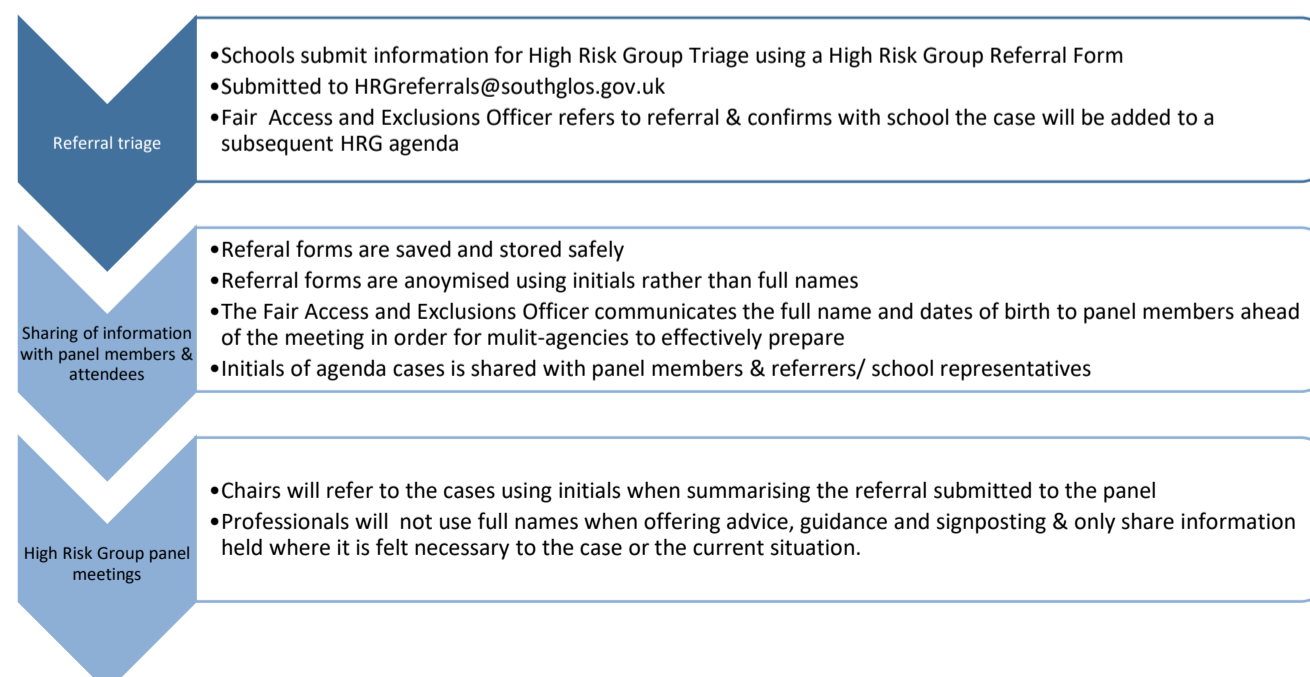 Referral triage
•Schools submit information for High Risk Group Triage using a High Risk Group Referral Form
•Submitted to HRGreferrals@southglos.gov.uk
•Fair  Access and Exclusions Officer refers to referral & confirms with school the case will be added to a
subsequent HRG agenda
Sharing of information
with panel members &
attendees
•Referal forms are saved and stored safely
•Referral forms are anoymised using initials rather than full names
•The Fair Access and Exclusions Officer communicates the full name and dates of birth to panel members ahead
of the meeting in order for mulit-agencies to effectively prepare
•Initials of agenda cases is shared with panel members & referrers/ school representatives
High Risk Group panel
meetings
•Chairs will refer to the cases using initials when summarising the referral submitted to the panel
•Professionals will  not use full names when offering advice, guidance and signposting & only share information
held where it is felt necessary to the case or the current situation.